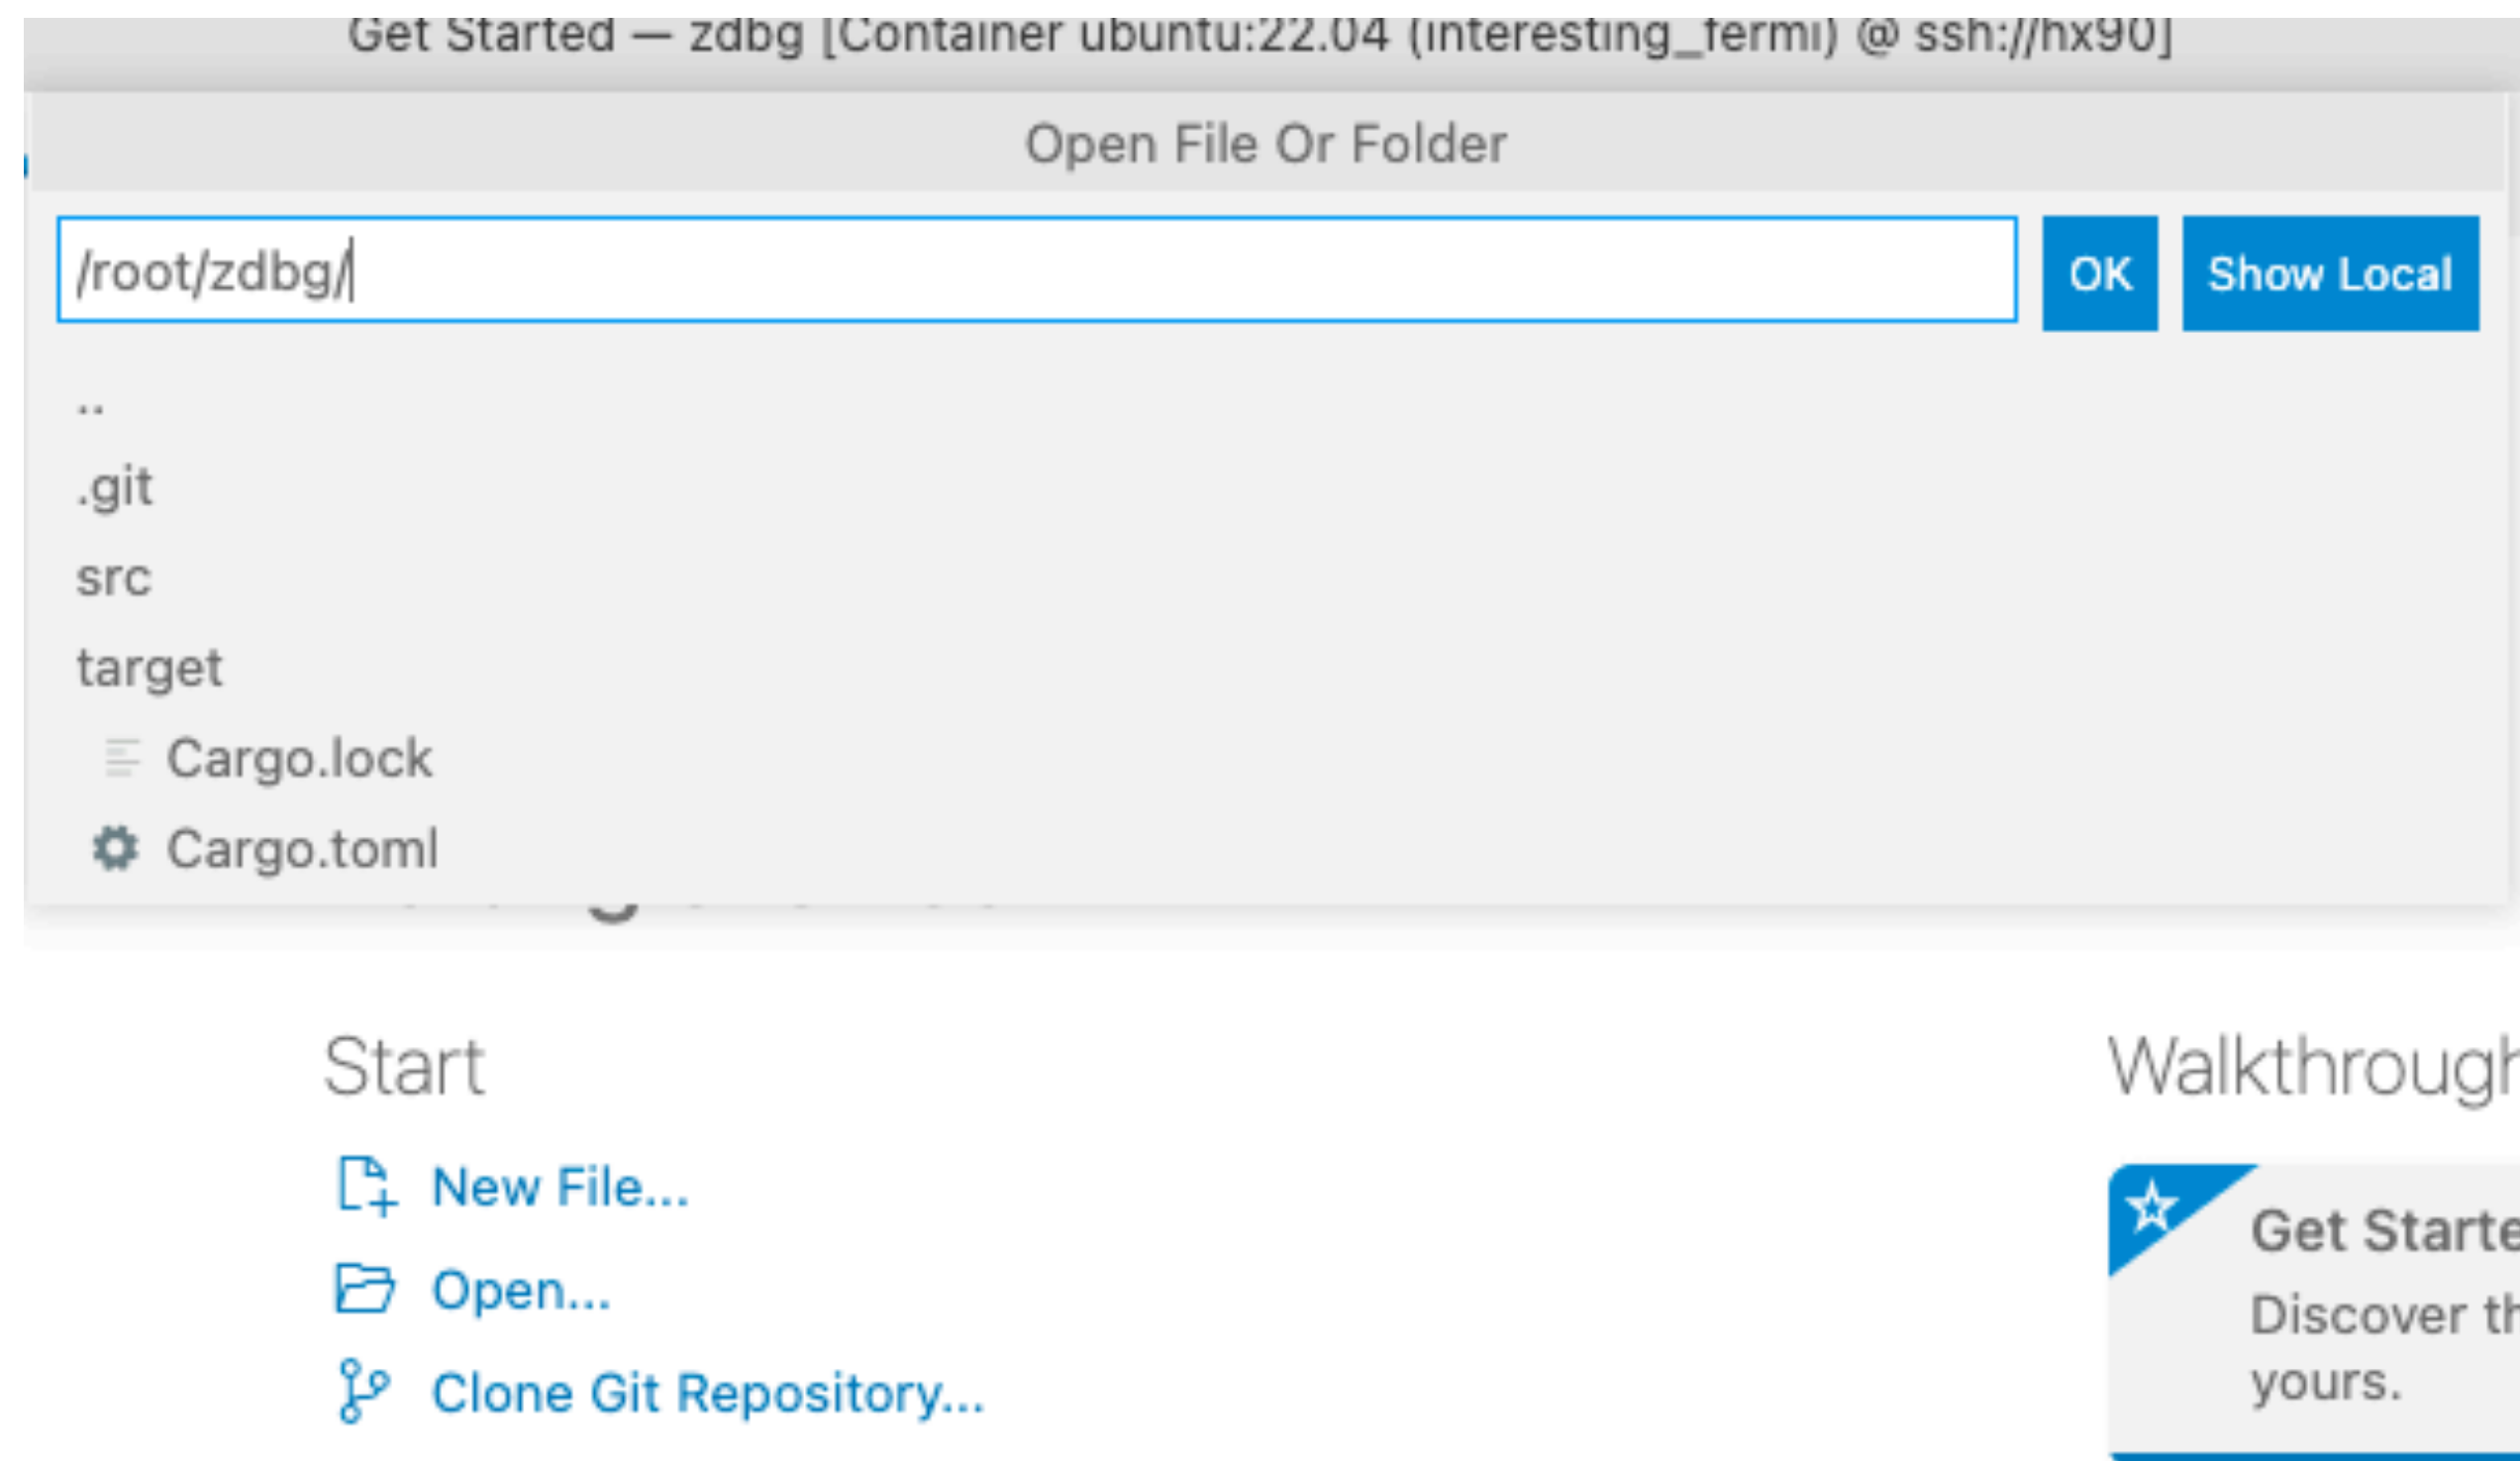 Get Started — zdbg [Container ubuntu:22.04 (interesting_fermi) @ ssh://hx90]
Open File Or Folder
/root/zdbg/
OK
Show Local
..
.git
src
target
Cargo.lock
Cargo.toml
Start
New File...
Open...
Clone Git Repository...
Walkthrough
Get Starte
Discover th
yours.